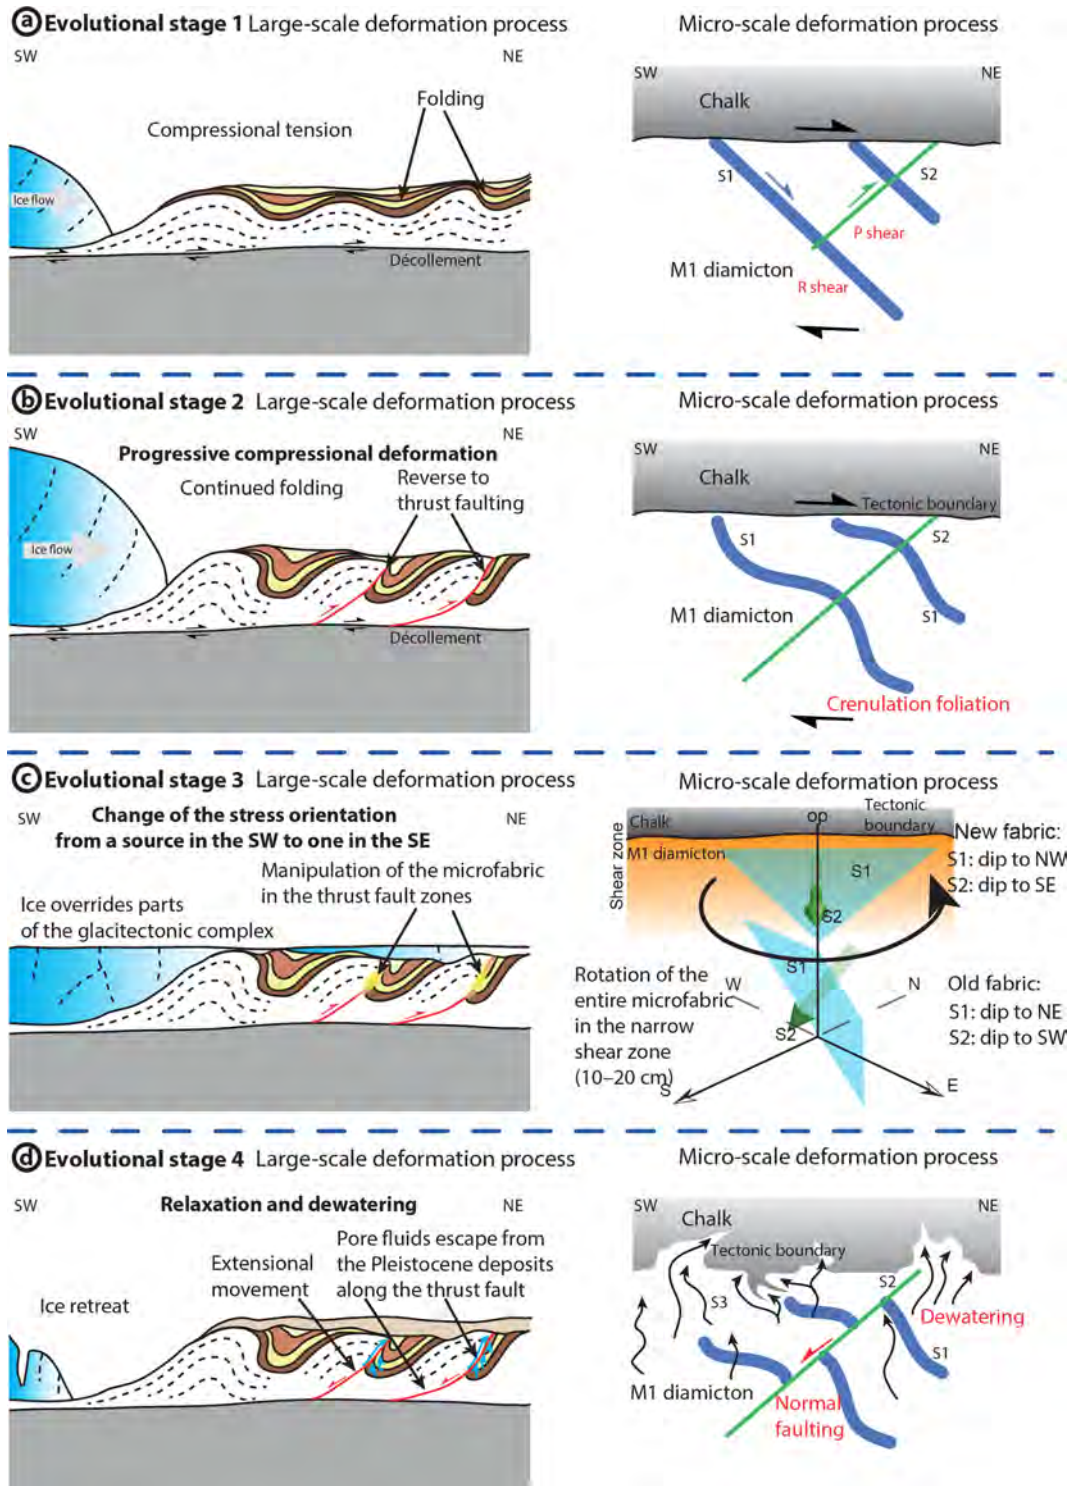 a Evolutional stage 1 Large-scale deformation process
Micro-scale deformation process
SW
NE
Folding
Compressional tension
Ice flow
Décollement
SW
NE
Chalk
S1
S2
P shear
M1 diamicton
R shear
b Evolutional stage 2 Large-scale deformation process
Micro-scale deformation process
SW
NE
Progressive compressional deformation
Continued folding
Reverse to
thrust faulting
Ice flow
Décollement
SW
NE
Chalk
Tectonic boundary
S1
S2
M1 diamicton
S1
Crenulation foliation
c Evolutional stage 3 Large-scale deformation process
Micro-scale deformation process
SW
NE
Change of the stress orientation
from a source in the SW to one in the SE
Manipulation of the microfabric
in the thrust fault zones
Ice overrides parts
of the glacitectonic complex
Shear zone
Chalk
Tectonic
boundary
M1 diamicton
New fabric:
S1: dip to NW
S2: dip to SE
S1
S2
S1
W
N
Rotation of the
entire microfabric
in the narrow
shear zone
(10–20 cm)
S2
Old fabric:
S1: dip to NE
S2: dip to SW
S
E
d Evolutional stage 4 Large-scale deformation process
Micro-scale deformation process
SW
NE
Relaxation and dewatering
Extensional
movement
Pore fluids escape from
the Pleistocene deposits
along the thrust fault
Ice retreat
SW
NE
Chalk
Tectonic boundary
S2
S3
Dewatering
S1
M1 diamicton
Normal
faulting